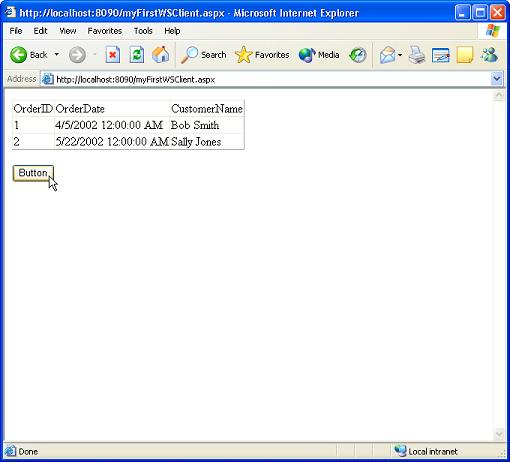 http://localhost:8090/myFirstWSClient.aspx - Microsoft Internet Explorer
File Edit View Favorites Tools Help
Back Search Favorites Media
Address http://localhost:8090/myFirstWSClient.aspx
OrderID OrderDate CustomerName
1 4/5/2002 12:00:00 AM Bob Smith
2 5/22/2002 12:00:00 AM Sally Jones
Button
Done Local intranet